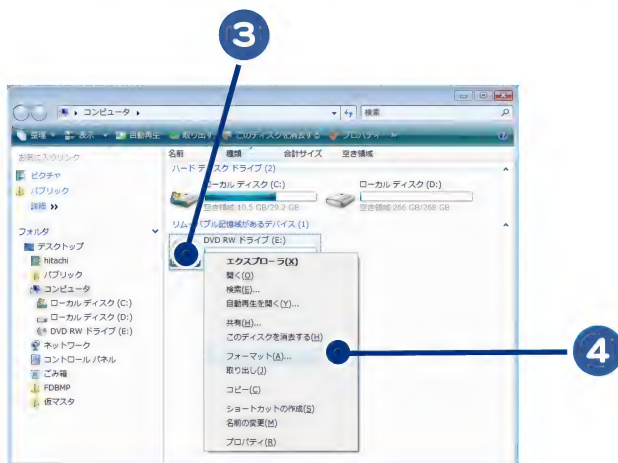 3
コンピュータ
検索
整理 表示 自動再生 取り出す このディスクを消去する プロパティ
お気に入りリンク
ピクチャ
パブリック
詳細 >>
フォルダ
デスクトップ
hitachi
パブリック
コンピュータ
ローカル ディスク (C:)
ローカル ディスク (D:)
DVD RW ドライブ (E:)
ネットワーク
コントロール パネル
ごみ箱
FDBMP
仮マスタ
名前 種類 合計サイズ 空き領域
ハード ディスク ドライブ (2)
ローカル ディスク (C:)
空き領域 10.5 GB/29.2 GB
ローカル ディスク (D:)
空き領域 266 GB/268 GB
リムーバブル記憶域があるデバイス (1)
DVD RW ドライブ (E:)
エクスプローラ(X)
開く(O)
検索(E)...
自動再生を開く(Y)...
共有(H)...
このディスクを消去する(H)
フォーマット(A)...
取り出し(J)
コピー(C)
ショートカットの作成(S)
名前の変更(M)
プロパティ(R)
4